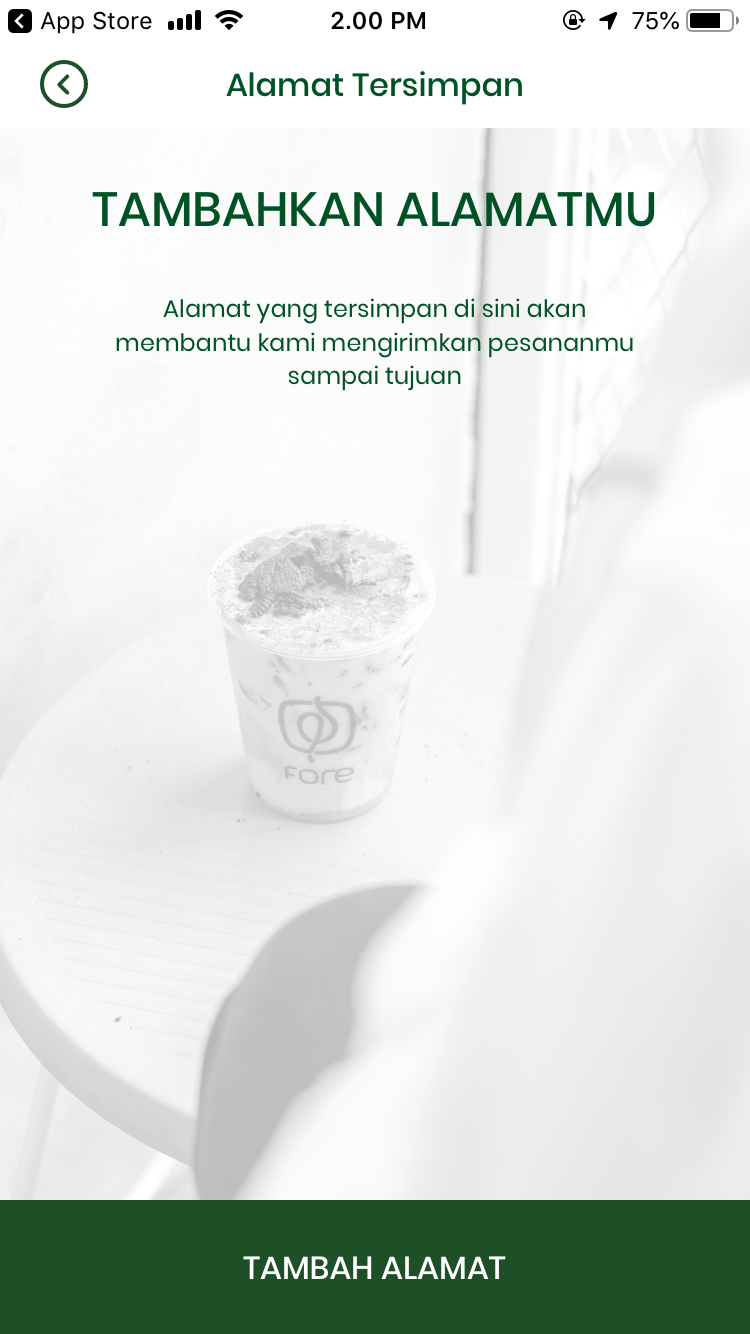 App Store
2.00 PM
75%
Alamat Tersimpan
TAMBAHKAN ALAMATMU
Alamat yang tersimpan di sini akan
membantu kami mengirimkan pesananmu
sampai tujuan
FORE
TAMBAH ALAMAT